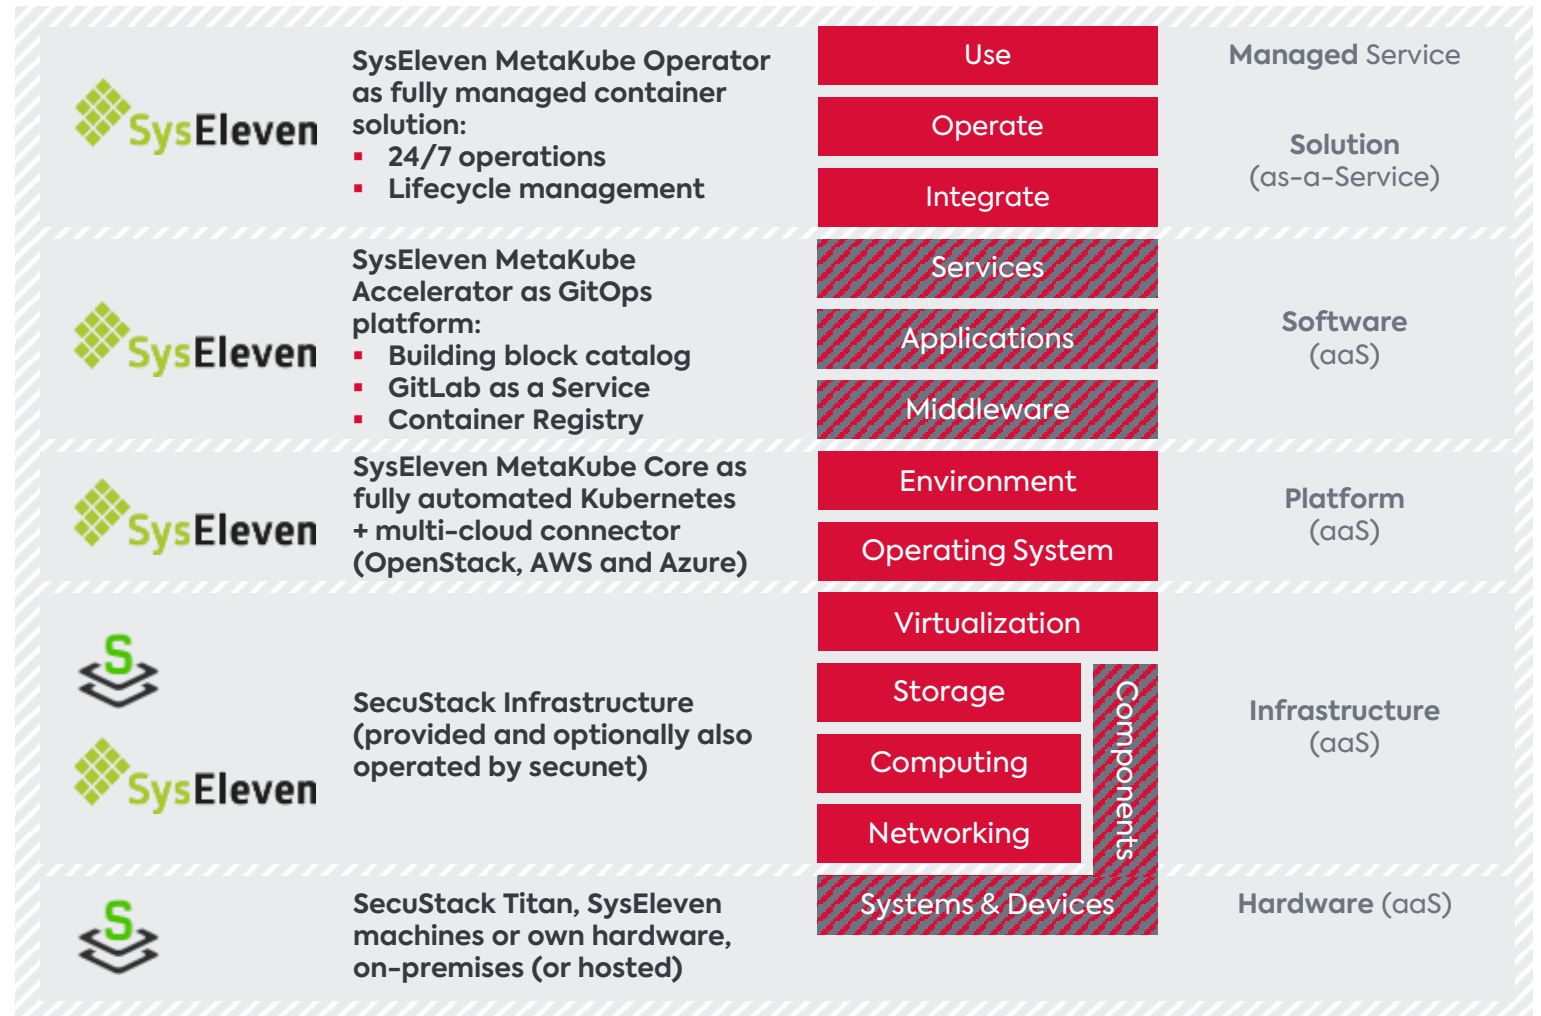 SysEleven
SysEleven MetaKube Operator
as fully managed container
solution:
▪ 24/7 operations
▪ Lifecycle management
Use
Operate
Integrate
Managed Service
Solution
(as-a-Service)
SysEleven
SysEleven MetaKube
Accelerator as GitOps
platform:
▪ Building block catalog
▪ GitLab as a Service
▪ Container Registry
Services
Applications
Middleware
Software
(aaS)
SysEleven
SysEleven MetaKube Core as
fully automated Kubernetes
+ multi-cloud connector
(OpenStack, AWS and Azure)
Environment
Operating System
Platform
(aaS)
S
SysEleven
SecuStack Infrastructure
(provided and optionally also
operated by secunet)
Virtualization
Storage
Computing
Networking
Components
Infrastructure
(aaS)
S
SecuStack Titan, SysEleven
machines or own hardware,
on-premises (or hosted)
Systems & Devices
Hardware (aaS)